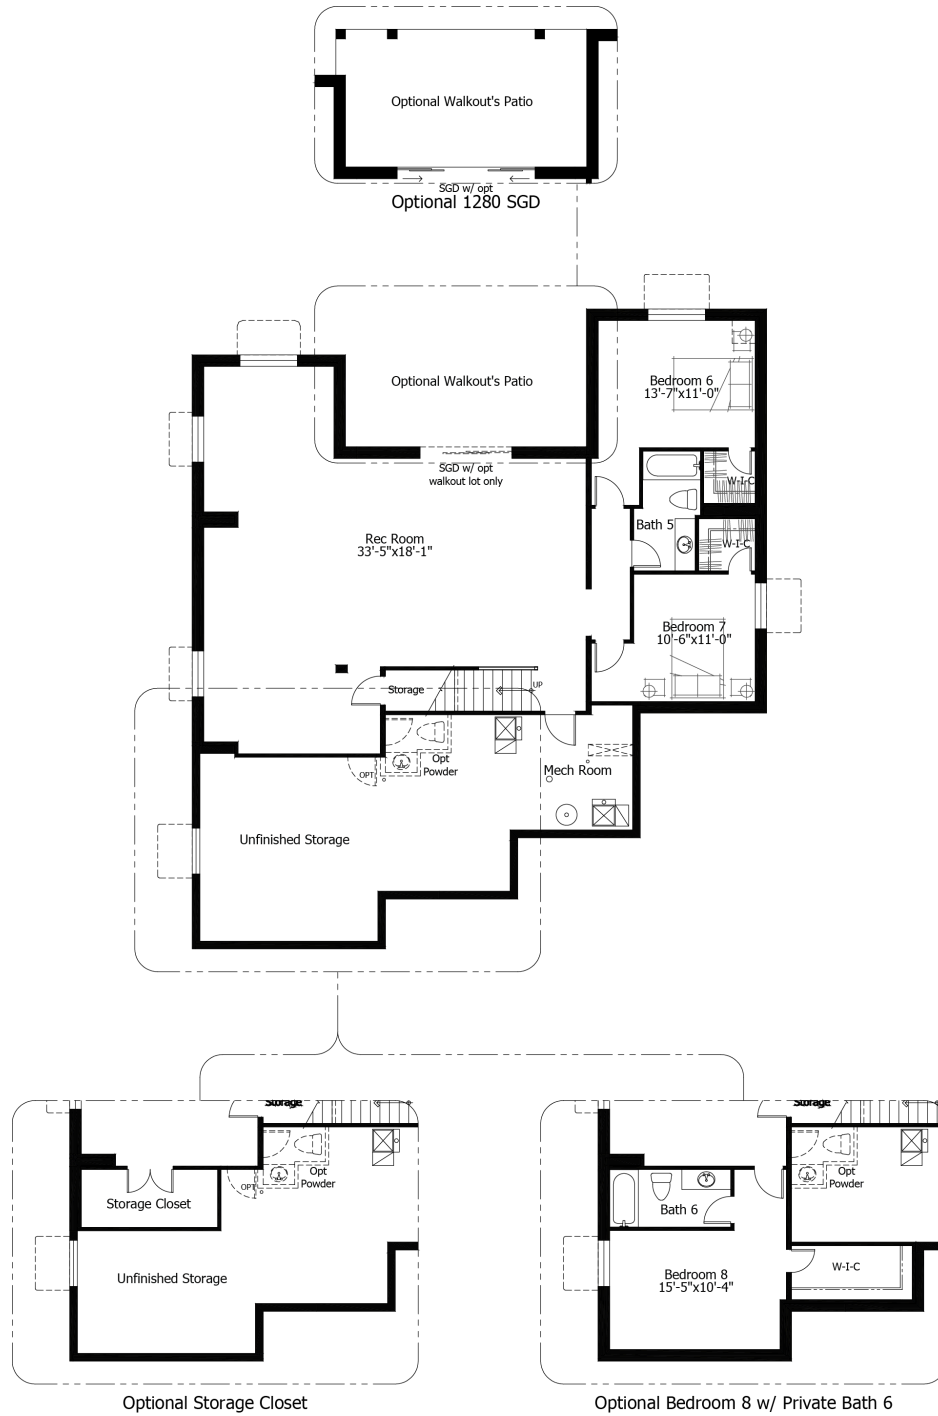 Optional Walkout's Patio
SGD w/ opt
Optional 1280 SGD
Optional Walkout's Patio
Bedroom 6
13'-7"x11'-0"
SGD w/ opt
walkout lot only
W-I-C
Bath 5
Rec Room
33'-5"x18'-1"
W-I-C
Bedroom 7
10'-6"x11'-0"
Storage
UP
Opt
Powder
OPT
Mech Room
Unfinished Storage
Storage
Opt
Powder
OPT
Storage Closet
Unfinished Storage
Optional Storage Closet
Storage
Opt
Powder
Bath 6
W-I-C
Bedroom 8
15'-5"x10'-4"
Optional Bedroom 8 w/ Private Bath 6